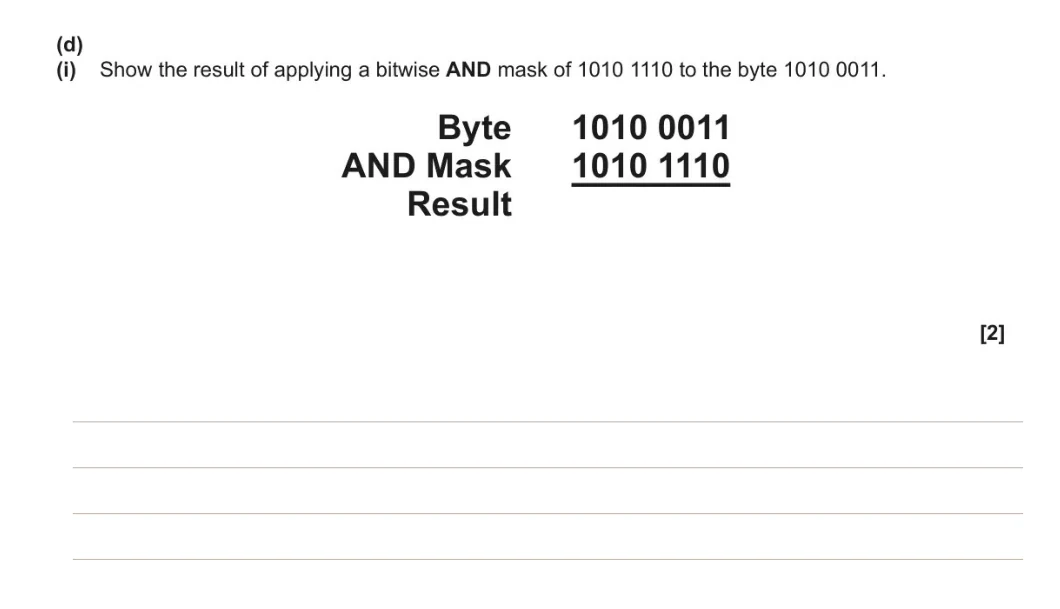 (d)
(i) Show the result of applying a bitwise AND mask of 1010 1110 to the byte 1010 0011.
Byte 1010 0011
AND Mask 1010 1110
Result
[2]